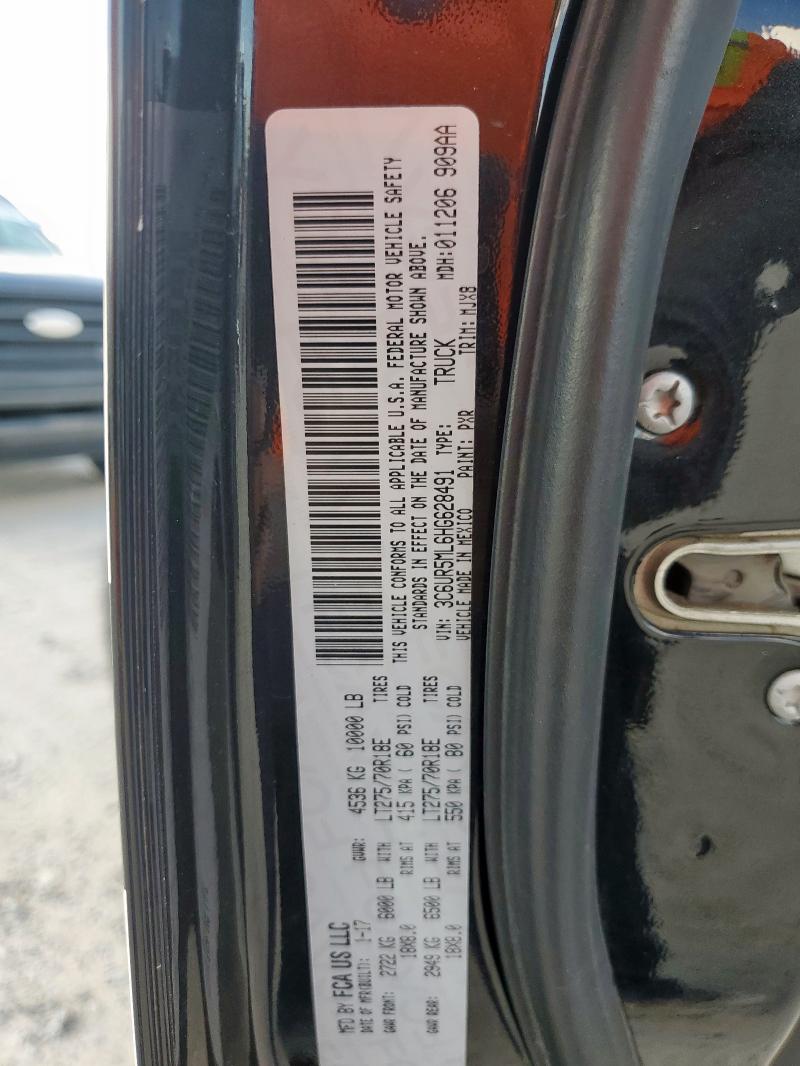 MFD BY FCA US LLC
DATE OF MFR(BUILT): 1-17 GVWR: 4536 KG 10000 LB
GAWR FRONT: 2722 KG 6000 LB WITH LT275/70R18E TIRES
18X8.0 RIMS AT 415 KPA ( 60 PSI) COLD
GAWR REAR: 2949 KG 6500 LB WITH LT275/70R18E TIRES
18X8.0 RIMS AT 550 KPA ( 80 PSI) COLD
THIS VEHICLE CONFORMS TO ALL APPLICABLE U.S.A. FEDERAL MOTOR VEHICLE SAFETY
STANDARDS IN EFFECT ON THE DATE OF MANUFACTURE SHOWN ABOVE.
VIN: 3C6UR5ML6HG628491 TYPE: TRUCK MDH:011206 909AA
VEHICLE MADE IN MEXICO PAINT: PXR TRIM: MJX8